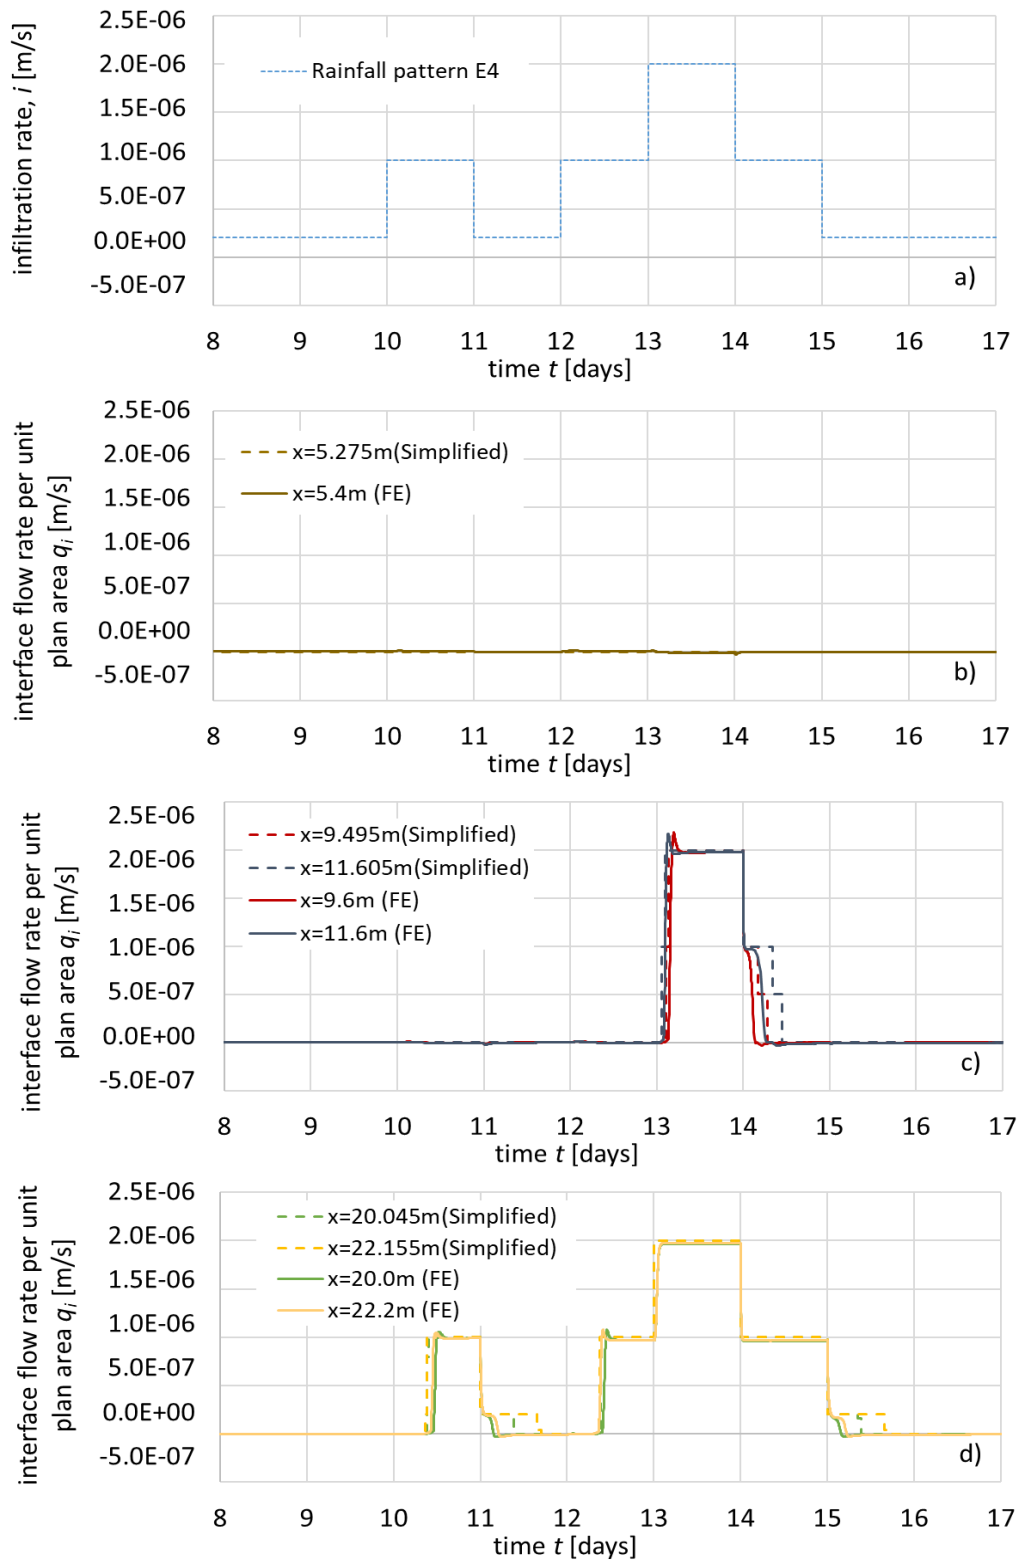 infiltration rate, i [m/s]
2.5E-06
2.0E-06
1.5E-06
1.0E-06
5.0E-07
0.0E+00
-5.0E-07
Rainfall pattern E4
a)
8 9 10 11 12 13 14 15 16 17
time t [days]
interface flow rate per unit
plan area qi [m/s]
2.5E-06
2.0E-06
1.5E-06
1.0E-06
5.0E-07
0.0E+00
-5.0E-07
x=5.275m(Simplified)
x=5.4m (FE)
b)
8 9 10 11 12 13 14 15 16 17
time t [days]
interface flow rate per unit
plan area qi [m/s]
2.5E-06
2.0E-06
1.5E-06
1.0E-06
5.0E-07
0.0E+00
-5.0E-07
x=9.495m(Simplified)
x=11.605m(Simplified)
x=9.6m (FE)
x=11.6m (FE)
c)
8 9 10 11 12 13 14 15 16 17
time t [days]
interface flow rate per unit
plan area qi [m/s]
2.5E-06
2.0E-06
1.5E-06
1.0E-06
5.0E-07
0.0E+00
-5.0E-07
x=20.045m(Simplified)
x=22.155m(Simplified)
x=20.0m (FE)
x=22.2m (FE)
d)
8 9 10 11 12 13 14 15 16 17
time t [days]